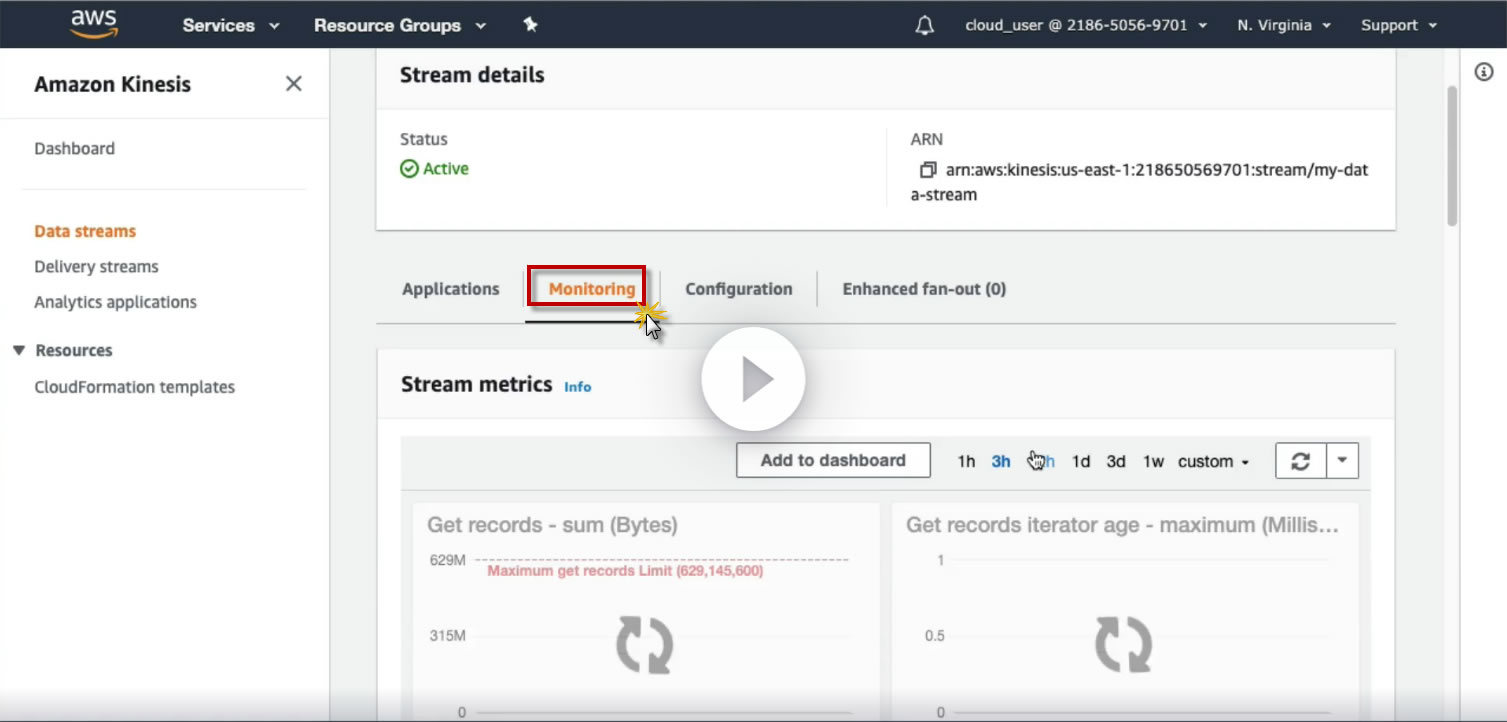 aws Services Resource Groups cloud_user @ 2186-5056-9701 N. Virginia Support
Amazon Kinesis
Dashboard
Data streams
Delivery streams
Analytics applications
Resources
CloudFormation templates
Stream details
Status
Active
ARN
arn:aws:kinesis:us-east-1:218650569701:stream/my-dat
a-stream
Applications Monitoring Configuration Enhanced fan-out (0)
Stream metrics Info
Add to dashboard 1h 3h 1d 3d 1w custom
Get records - sum (Bytes)
629M
Maximum get records Limit (629,145,600)
315M
0
Get records iterator age - maximum (Millis...
1
0.5
0